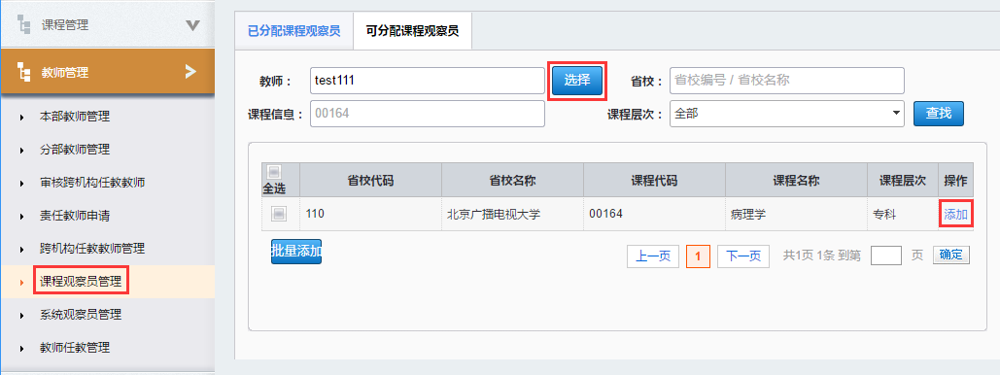 课程管理
教师管理
本部教师管理
分部教师管理
审核跨机构任教教师
责任教师申请
跨机构任教教师管理
课程观察员管理
系统观察员管理
教师任教管理
已分配课程观察员 可分配课程观察员
教师： test111 选择 省校： 省校编号 / 省校名称
课程信息： 00164 课程层次： 全部 查找
全选 省校代码 省校名称 课程代码 课程名称 课程层次 操作
110 北京广播电视大学 00164 病理学 专科 添加
批量添加 上一页 1 下一页 共1页 1条 到第 页 确定